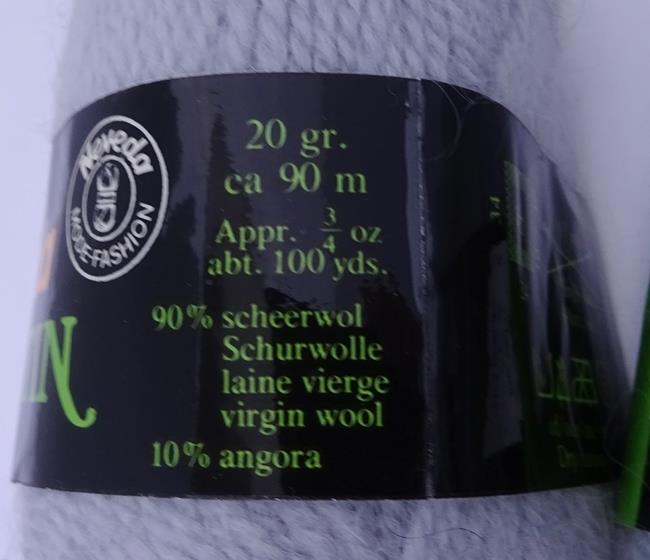 Neveda
MODE-FASHION
IN
20 gr.
ca 90 m
Appr. 3/4 oz
abt. 100 yds.
90% scheerwol
Schurwolle
laine vierge
virgin wool
10% angora